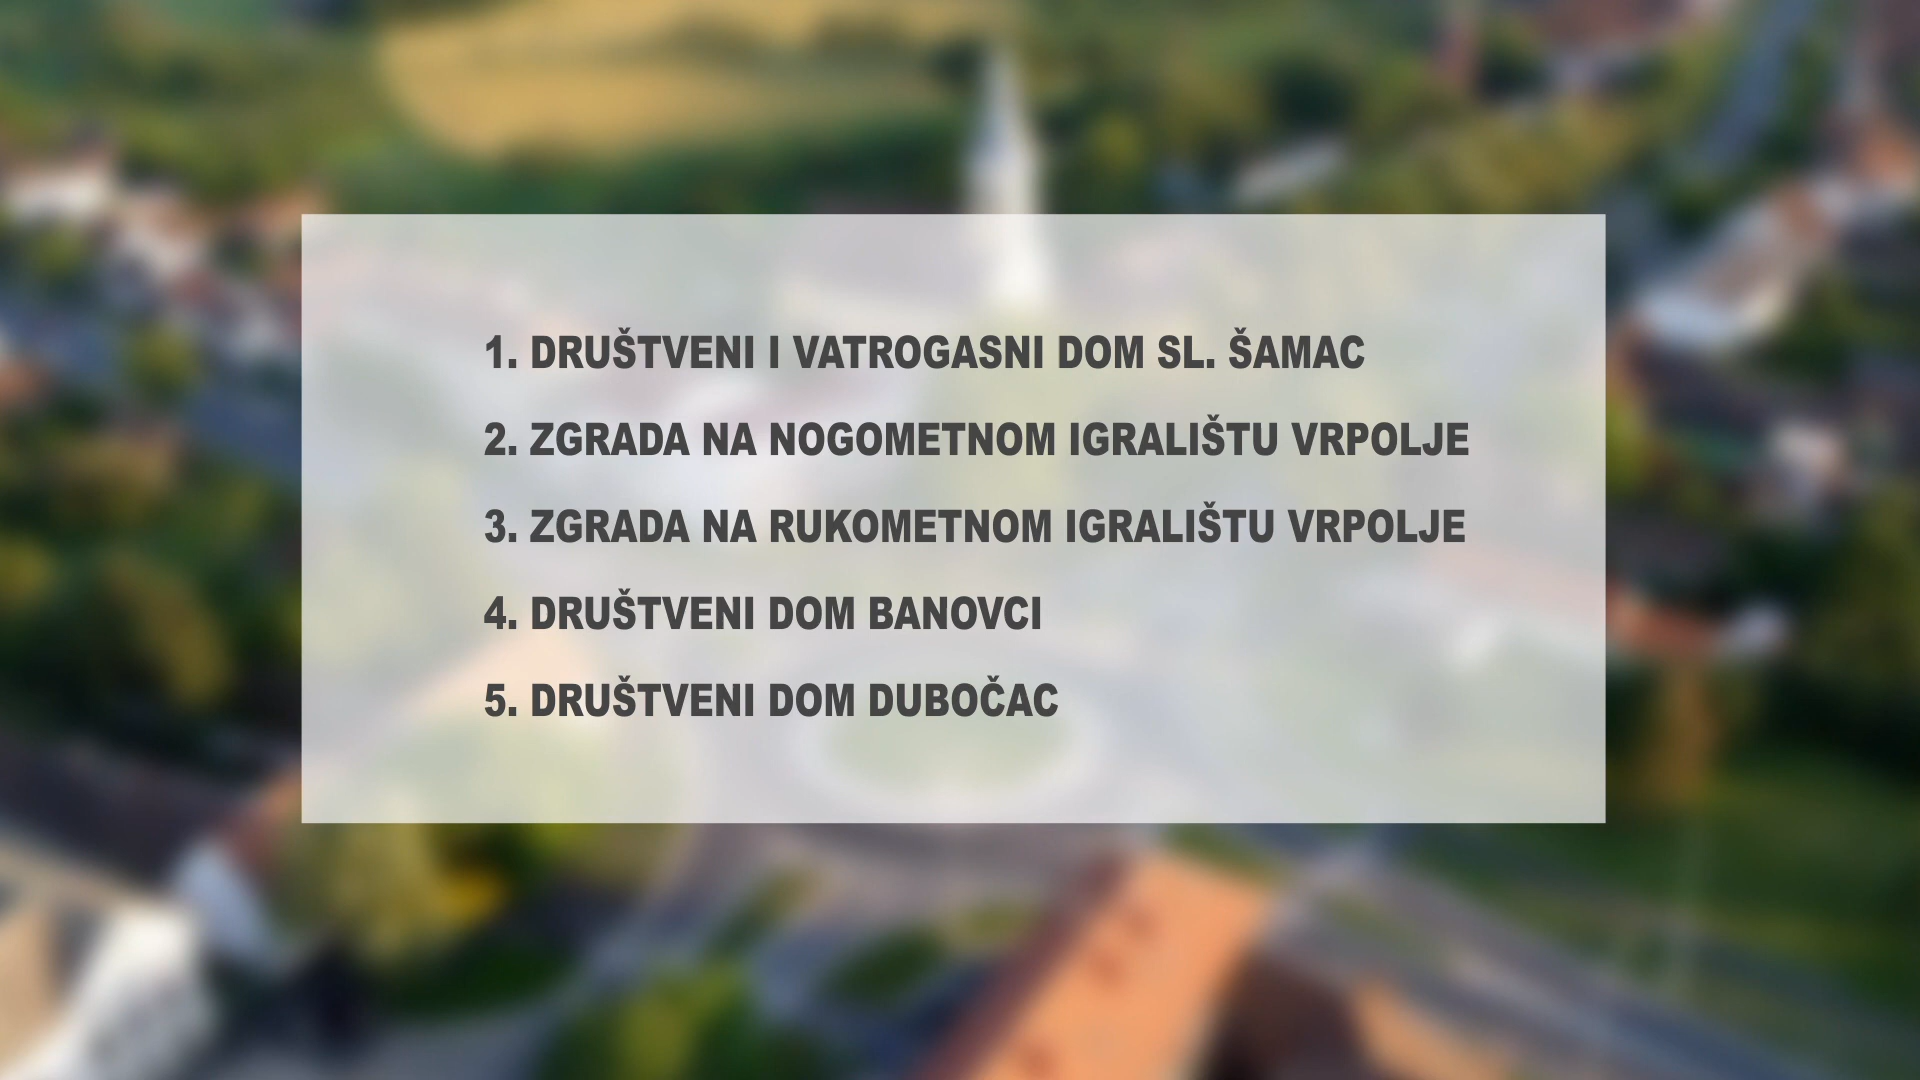 1. DRUŠTVENI I VATROGASNI DOM SL. ŠAMAC
2. ZGRADA NA NOGOMETNOM IGRALIŠTU VRPOLJE
3. ZGRADA NA RUKOMETNOM IGRALIŠTU VRPOLJE
4. DRUŠTVENI DOM BANOVCI
5. DRUŠTVENI DOM DUBOČAC